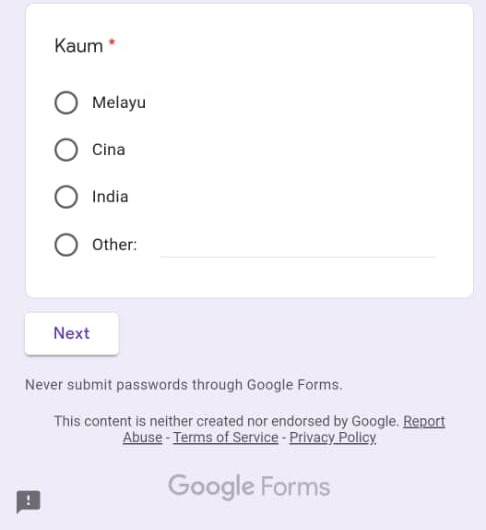 Kaum *
Melayu
Cina
India
Other:
Next
Never submit passwords through Google Forms.
This content is neither created nor endorsed by Google. Report
Abuse - Terms of Service - Privacy Policy
Google Forms